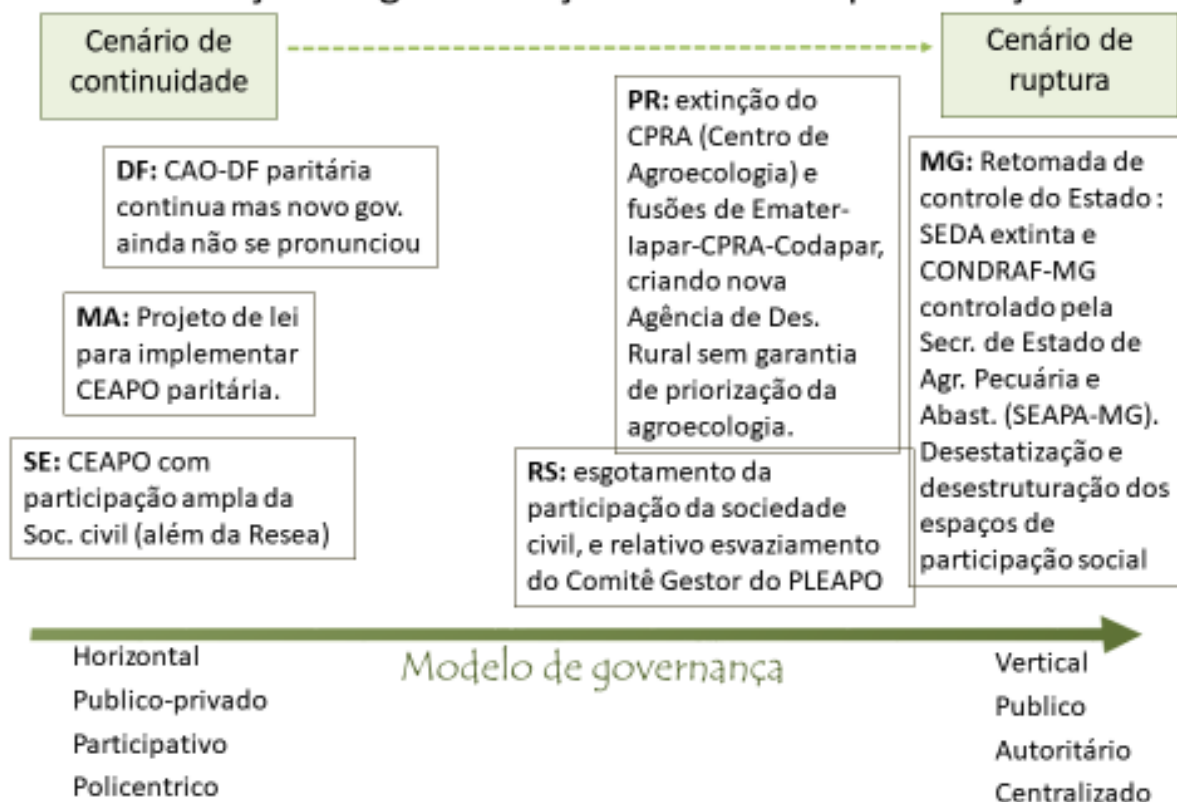 Cenário de
continuidade
Cenário de
ruptura
DF: CAO-DF paritária
continua mas novo gov.
ainda não se pronunciou
MA: Projeto de lei
para implementar
CEAPO paritária.
SE: CEAPO com
participação ampla da
Soc. civil (além da Resea)
PR: extinção do
CPRA (Centro de
Agroecologia) e
fusões de Emater-
Iapar-CPRA-Codapar,
criando nova
Agência de Des.
Rural sem garantia
de priorização da
agroecologia.
RS: esgotamento da
participação da sociedade
civil, e relativo esvaziamento
do Comitê Gestor do PLEAPO
MG: Retomada de
controle do Estado :
SEDA extinta e
CONDRAF-MG
controlado pela
Secr. de Estado de
Agr. Pecuária e
Abast. (SEAPA-MG).
Desestatização e
desestruturação dos
espaços de
participação social
Modelo de governança
Horizontal
Publico-privado
Participativo
Policentrico
Vertical
Publico
Autoritário
Centralizado